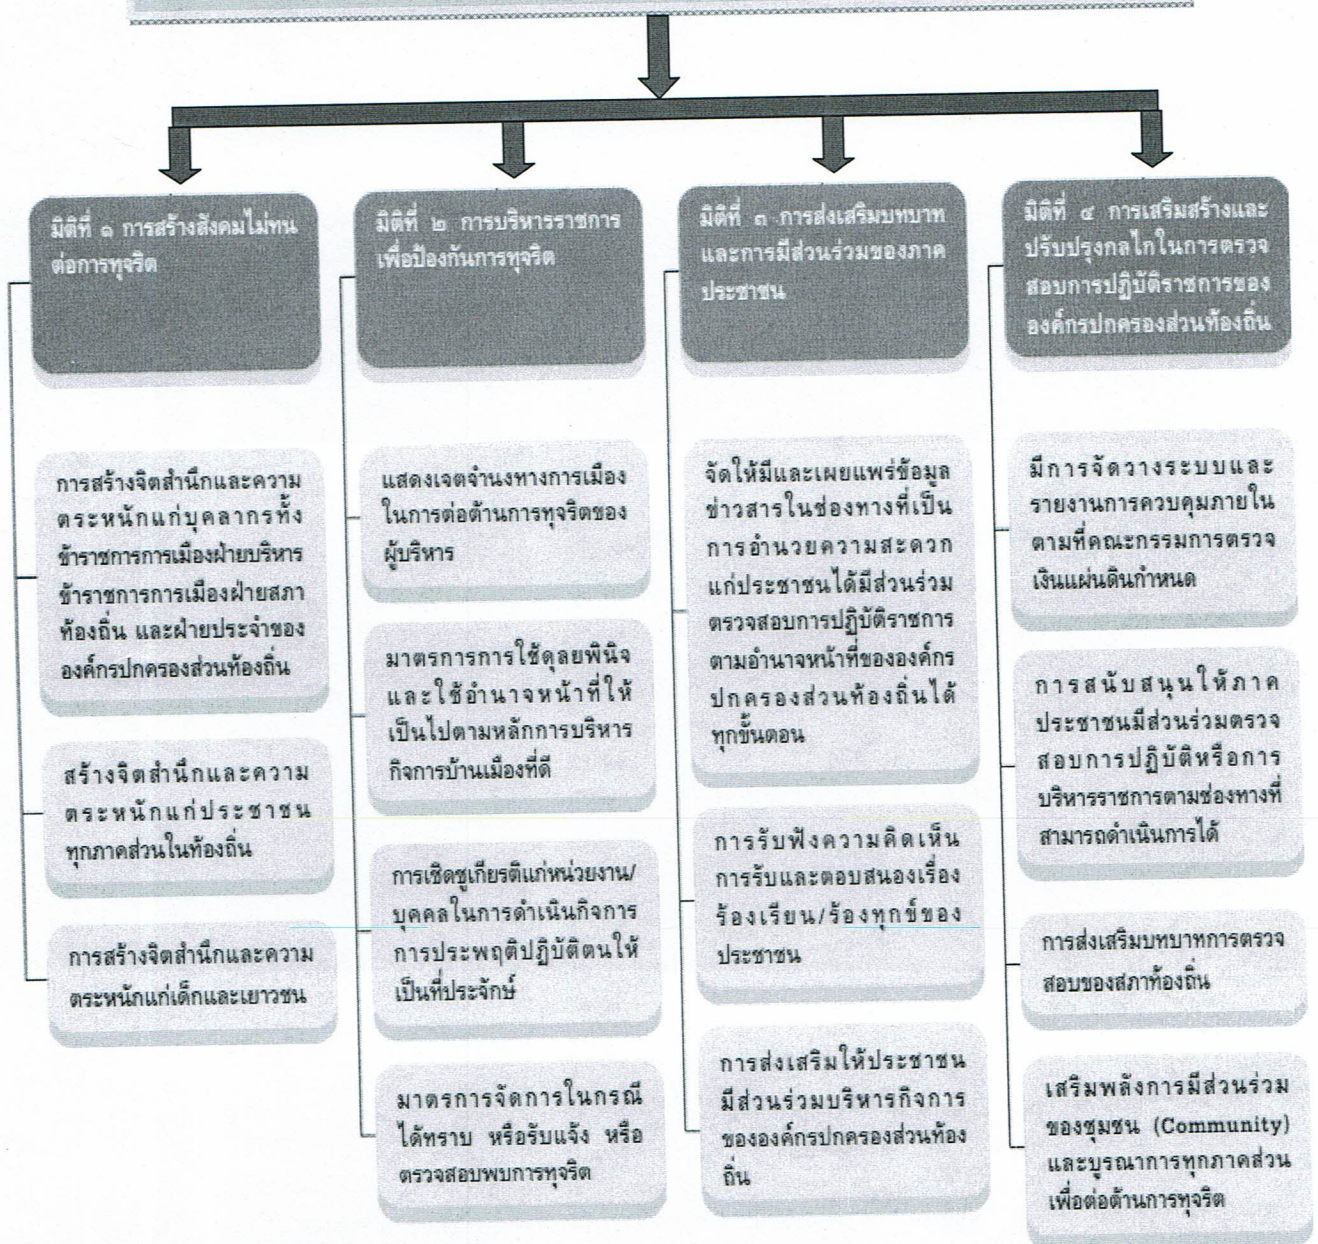 มิติที่ ๑ การสร้างสังคมไม่ทน
ต่อการทุจริต
การสร้างจิตสำนึกและความ
ตระหนักแก่บุคลากรทั้ง
ข้าราชการการเมืองฝ่ายบริหาร
ข้าราชการการเมืองฝ่ายสภา
ท้องถิ่น และฝ่ายประจำของ
องค์กรปกครองส่วนท้องถิ่น
สร้างจิตสำนึกและความ
ตระหนักแก่ประชาชน
ทุกภาคส่วนในท้องถิ่น
การสร้างจิตสำนึกและความ
ตระหนักแก่เด็กและเยาวชน
มิติที่ ๒ การบริหารราชการ
เพื่อป้องกันการทุจริต
แสดงเจตจำนงทางการเมือง
ในการต่อต้านการทุจริตของ
ผู้บริหาร
มาตรการการใช้ดุลยพินิจ
และใช้อำนาจหน้าที่ให้
เป็นไปตามหลักการบริหาร
กิจการบ้านเมืองที่ดี
การเชิดชูเกียรติแก่หน่วยงาน/
บุคคลในการดำเนินกิจการ
การประพฤติปฏิบัติตนให้
เป็นที่ประจักษ์
มาตรการจัดการในกรณี
ได้ทราบ หรือรับแจ้ง หรือ
ตรวจสอบพบการทุจริต
มิติที่ ๓ การส่งเสริมบทบาท
และการมีส่วนร่วมของภาค
ประชาชน
จัดให้มีและเผยแพร่ข้อมูล
ข่าวสารในช่องทางที่เป็น
การอำนวยความสะดวก
แก่ประชาชนได้มีส่วนร่วม
ตรวจสอบการปฏิบัติราชการ
ตามอำนาจหน้าที่ขององค์กร
ปกครองส่วนท้องถิ่นได้
ทุกขั้นตอน
การรับฟังความคิดเห็น
การรับและตอบสนองเรื่อง
ร้องเรียน/ร้องทุกข์ของ
ประชาชน
การส่งเสริมให้ประชาชน
มีส่วนร่วมบริหารกิจการ
ขององค์กรปกครองส่วนท้อง
ถิ่น
มิติที่ ๔ การเสริมสร้างและ
ปรับปรุงกลไกในการตรวจ
สอบการปฏิบัติราชการของ
องค์กรปกครองส่วนท้องถิ่น
มีการจัดวางระบบและ
รายงานการควบคุมภายใน
ตามที่คณะกรรมการตรวจ
เงินแผ่นดินกำหนด
การสนับสนุนให้ภาค
ประชาชนมีส่วนร่วมตรวจ
สอบการปฏิบัติหรือการ
บริหารราชการตามช่องทางที่
สามารถดำเนินการได้
การส่งเสริมบทบาทการตรวจ
สอบของสภาท้องถิ่น
เสริมพลังการมีส่วนร่วม
ของชุมชน (Community)
และบูรณาการทุกภาคส่วน
เพื่อต่อต้านการทุจริต